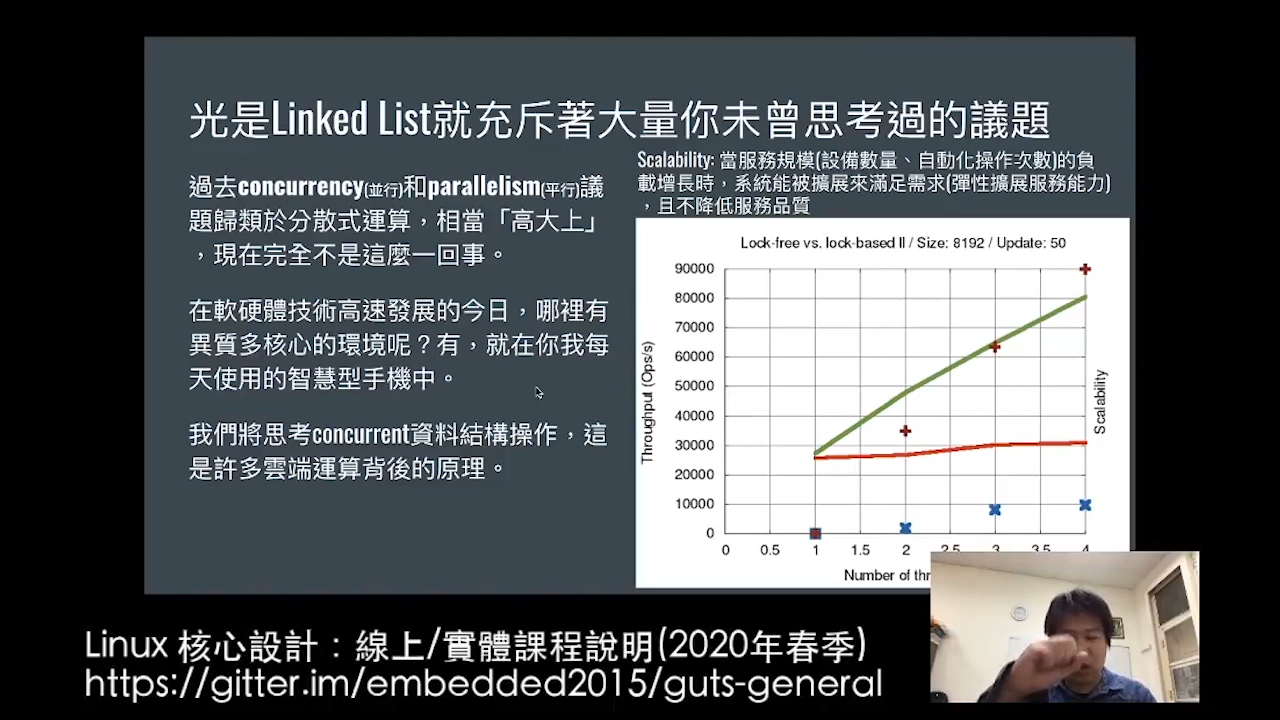 光是Linked List就充斥著大量你未曾思考過的議題
過去concurrency(並行)和parallelism(平行)議
題歸類於分散式運算，相當「高大上」
，現在完全不是這麼一回事。
在軟硬體技術高速發展的今日，哪裡有
異質多核心的環境呢？有，就在你我每
天使用的智慧型手機中。
我們將思考concurrent資料結構操作，這
是許多雲端運算背後的原理。
Scalability: 當服務規模(設備數量、自動化操作次數)的負
載增長時，系統能被擴展來滿足需求(彈性擴展服務能力)
，且不降低服務品質
Lock-free vs. lock-based II / Size: 8192 / Update: 50
90000
80000
70000
60000
50000
40000
30000
20000
10000
0
Throughput (Ops/s)
Scalability
0 0.5 1 1.5 2 2.5 3 3.5 4
Number of
Linux 核心設計：線上/實體課程說明(2020年春季)
https://gitter.im/embedded2015/guts-general